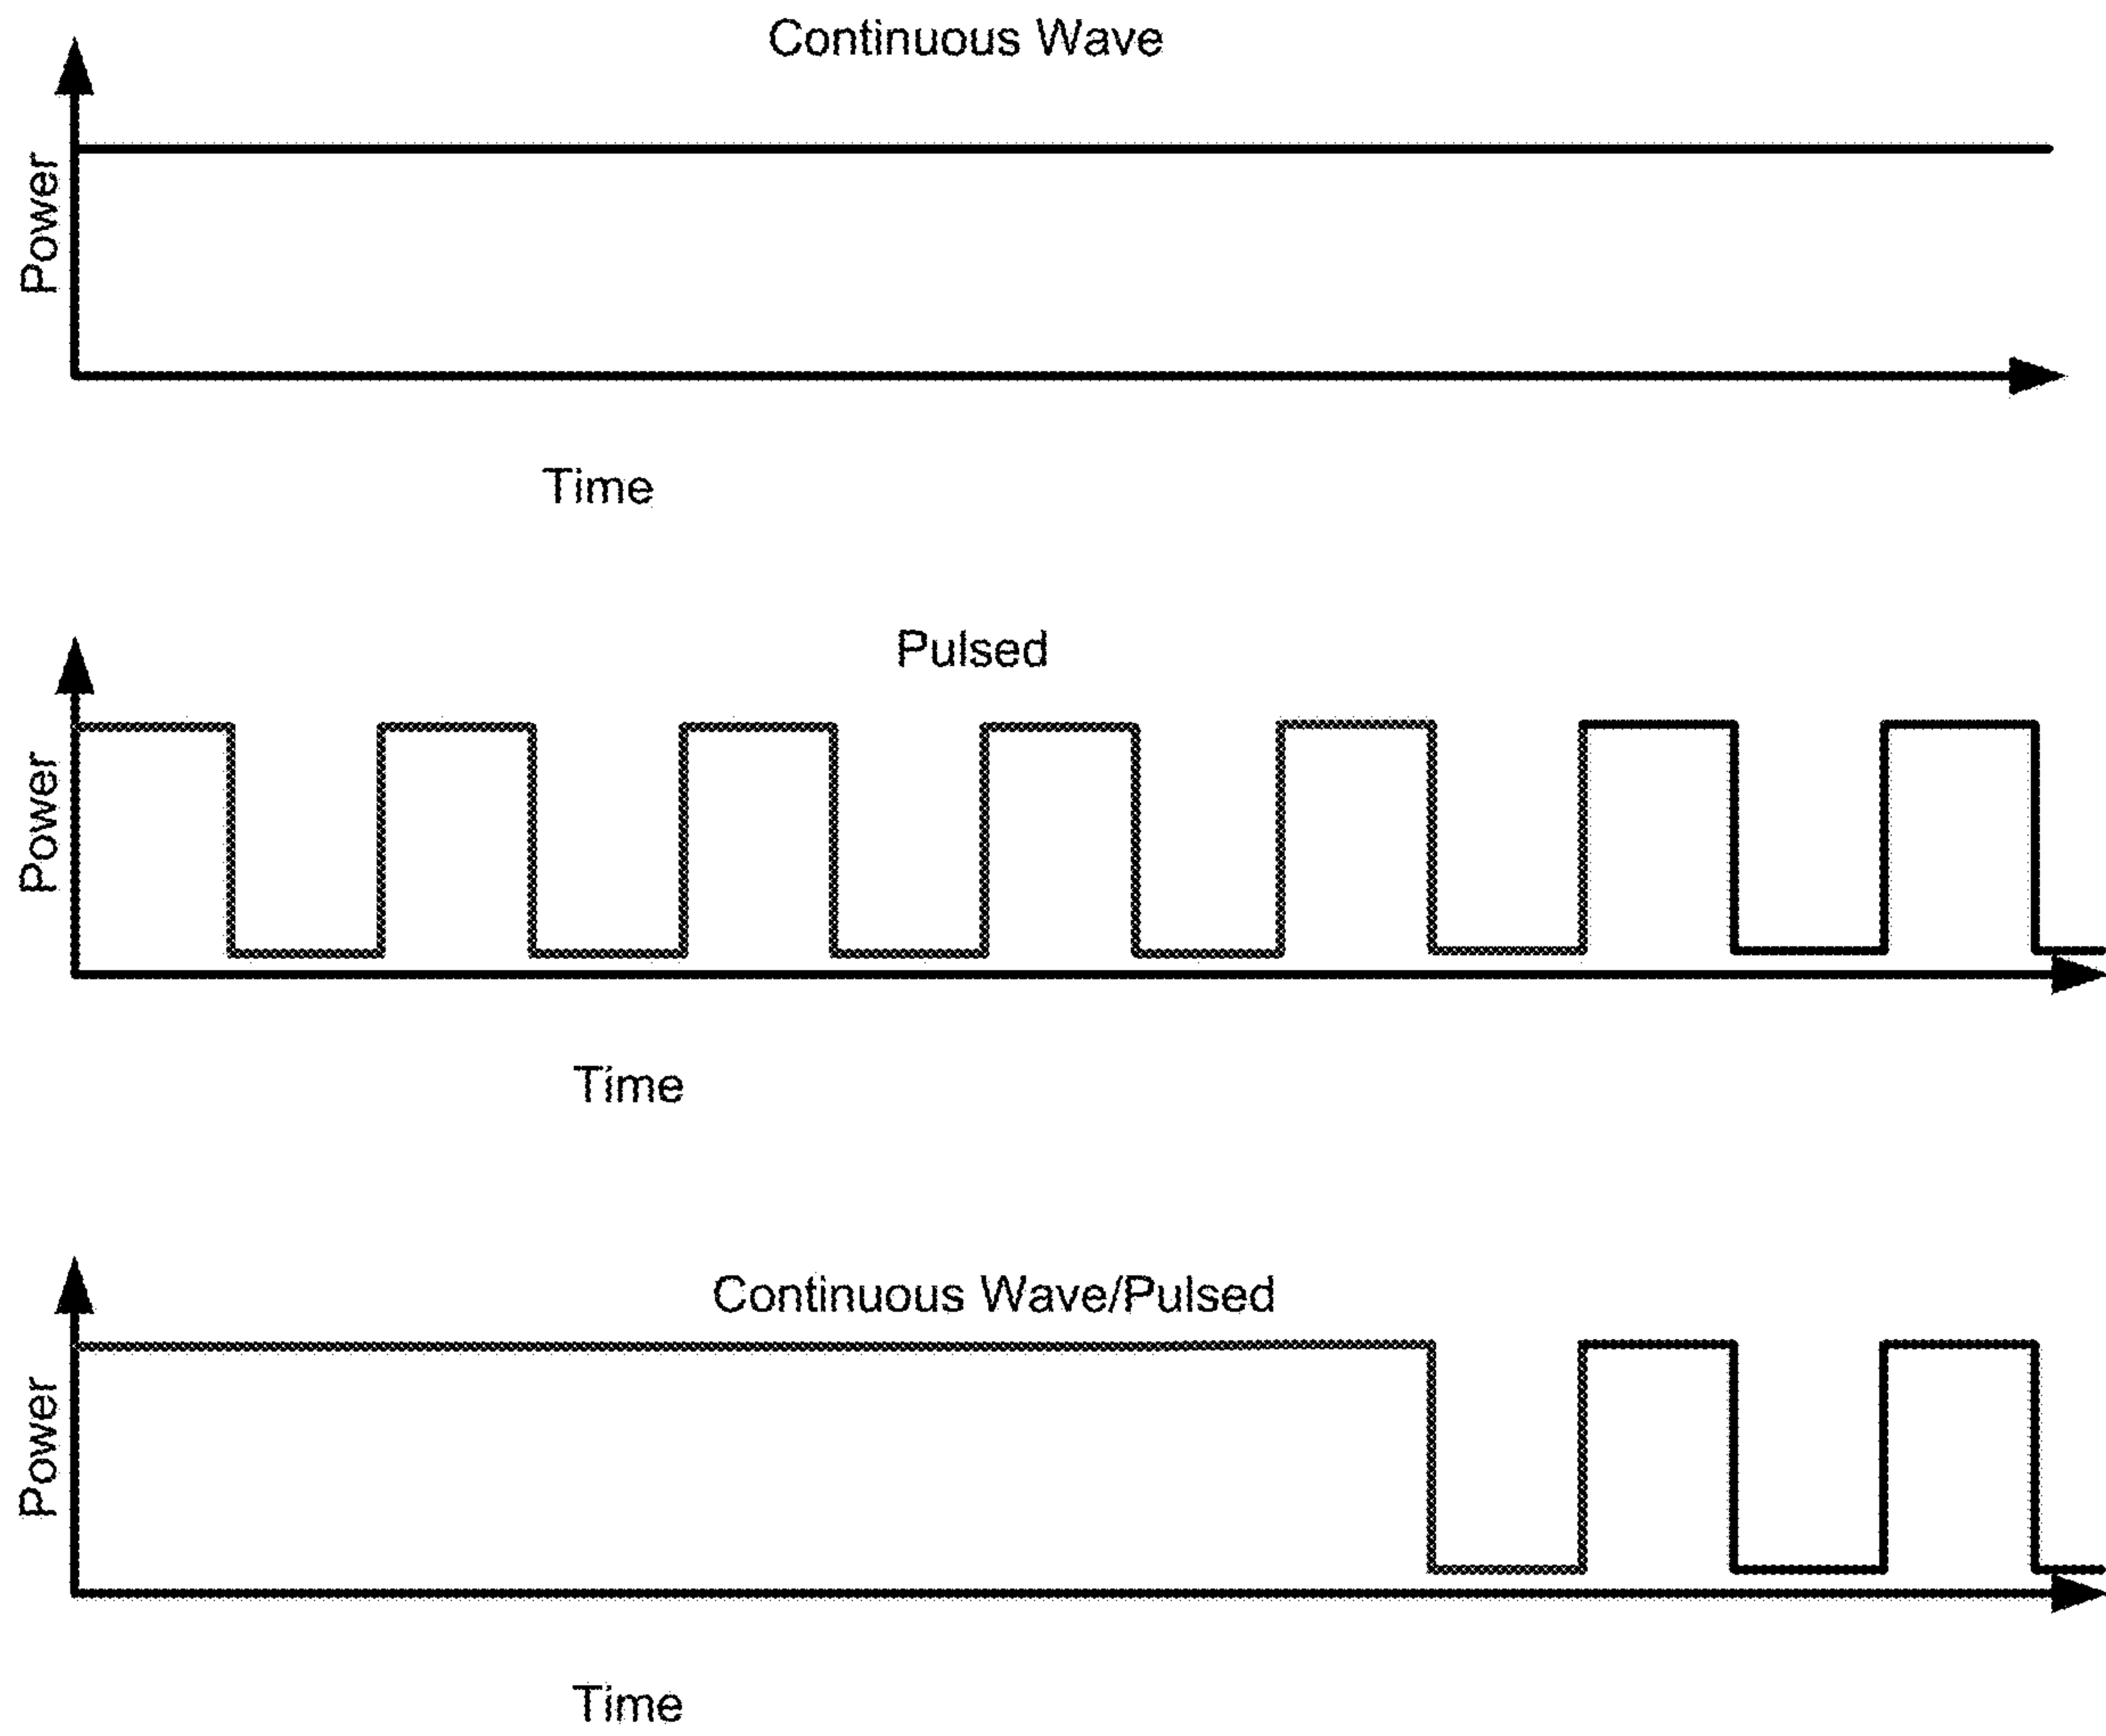 Continuous Wave
Power
Time
Pulsed
Power
Time
Continuous Wave/Pulsed
Power
Time